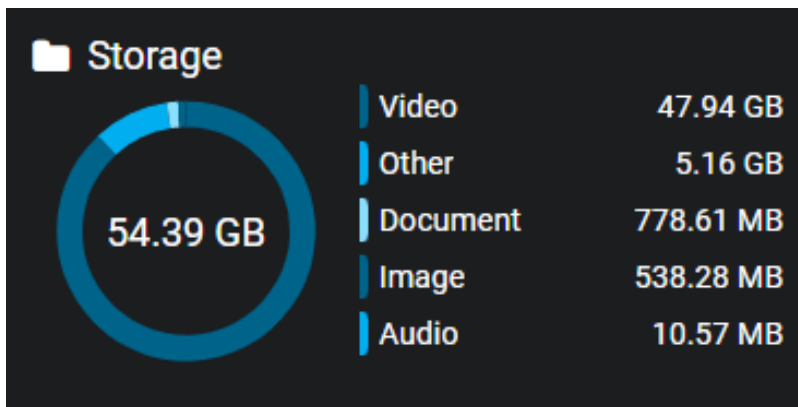 Storage
54.39 GB
Video 47.94 GB
Other 5.16 GB
Document 778.61 MB
Image 538.28 MB
Audio 10.57 MB